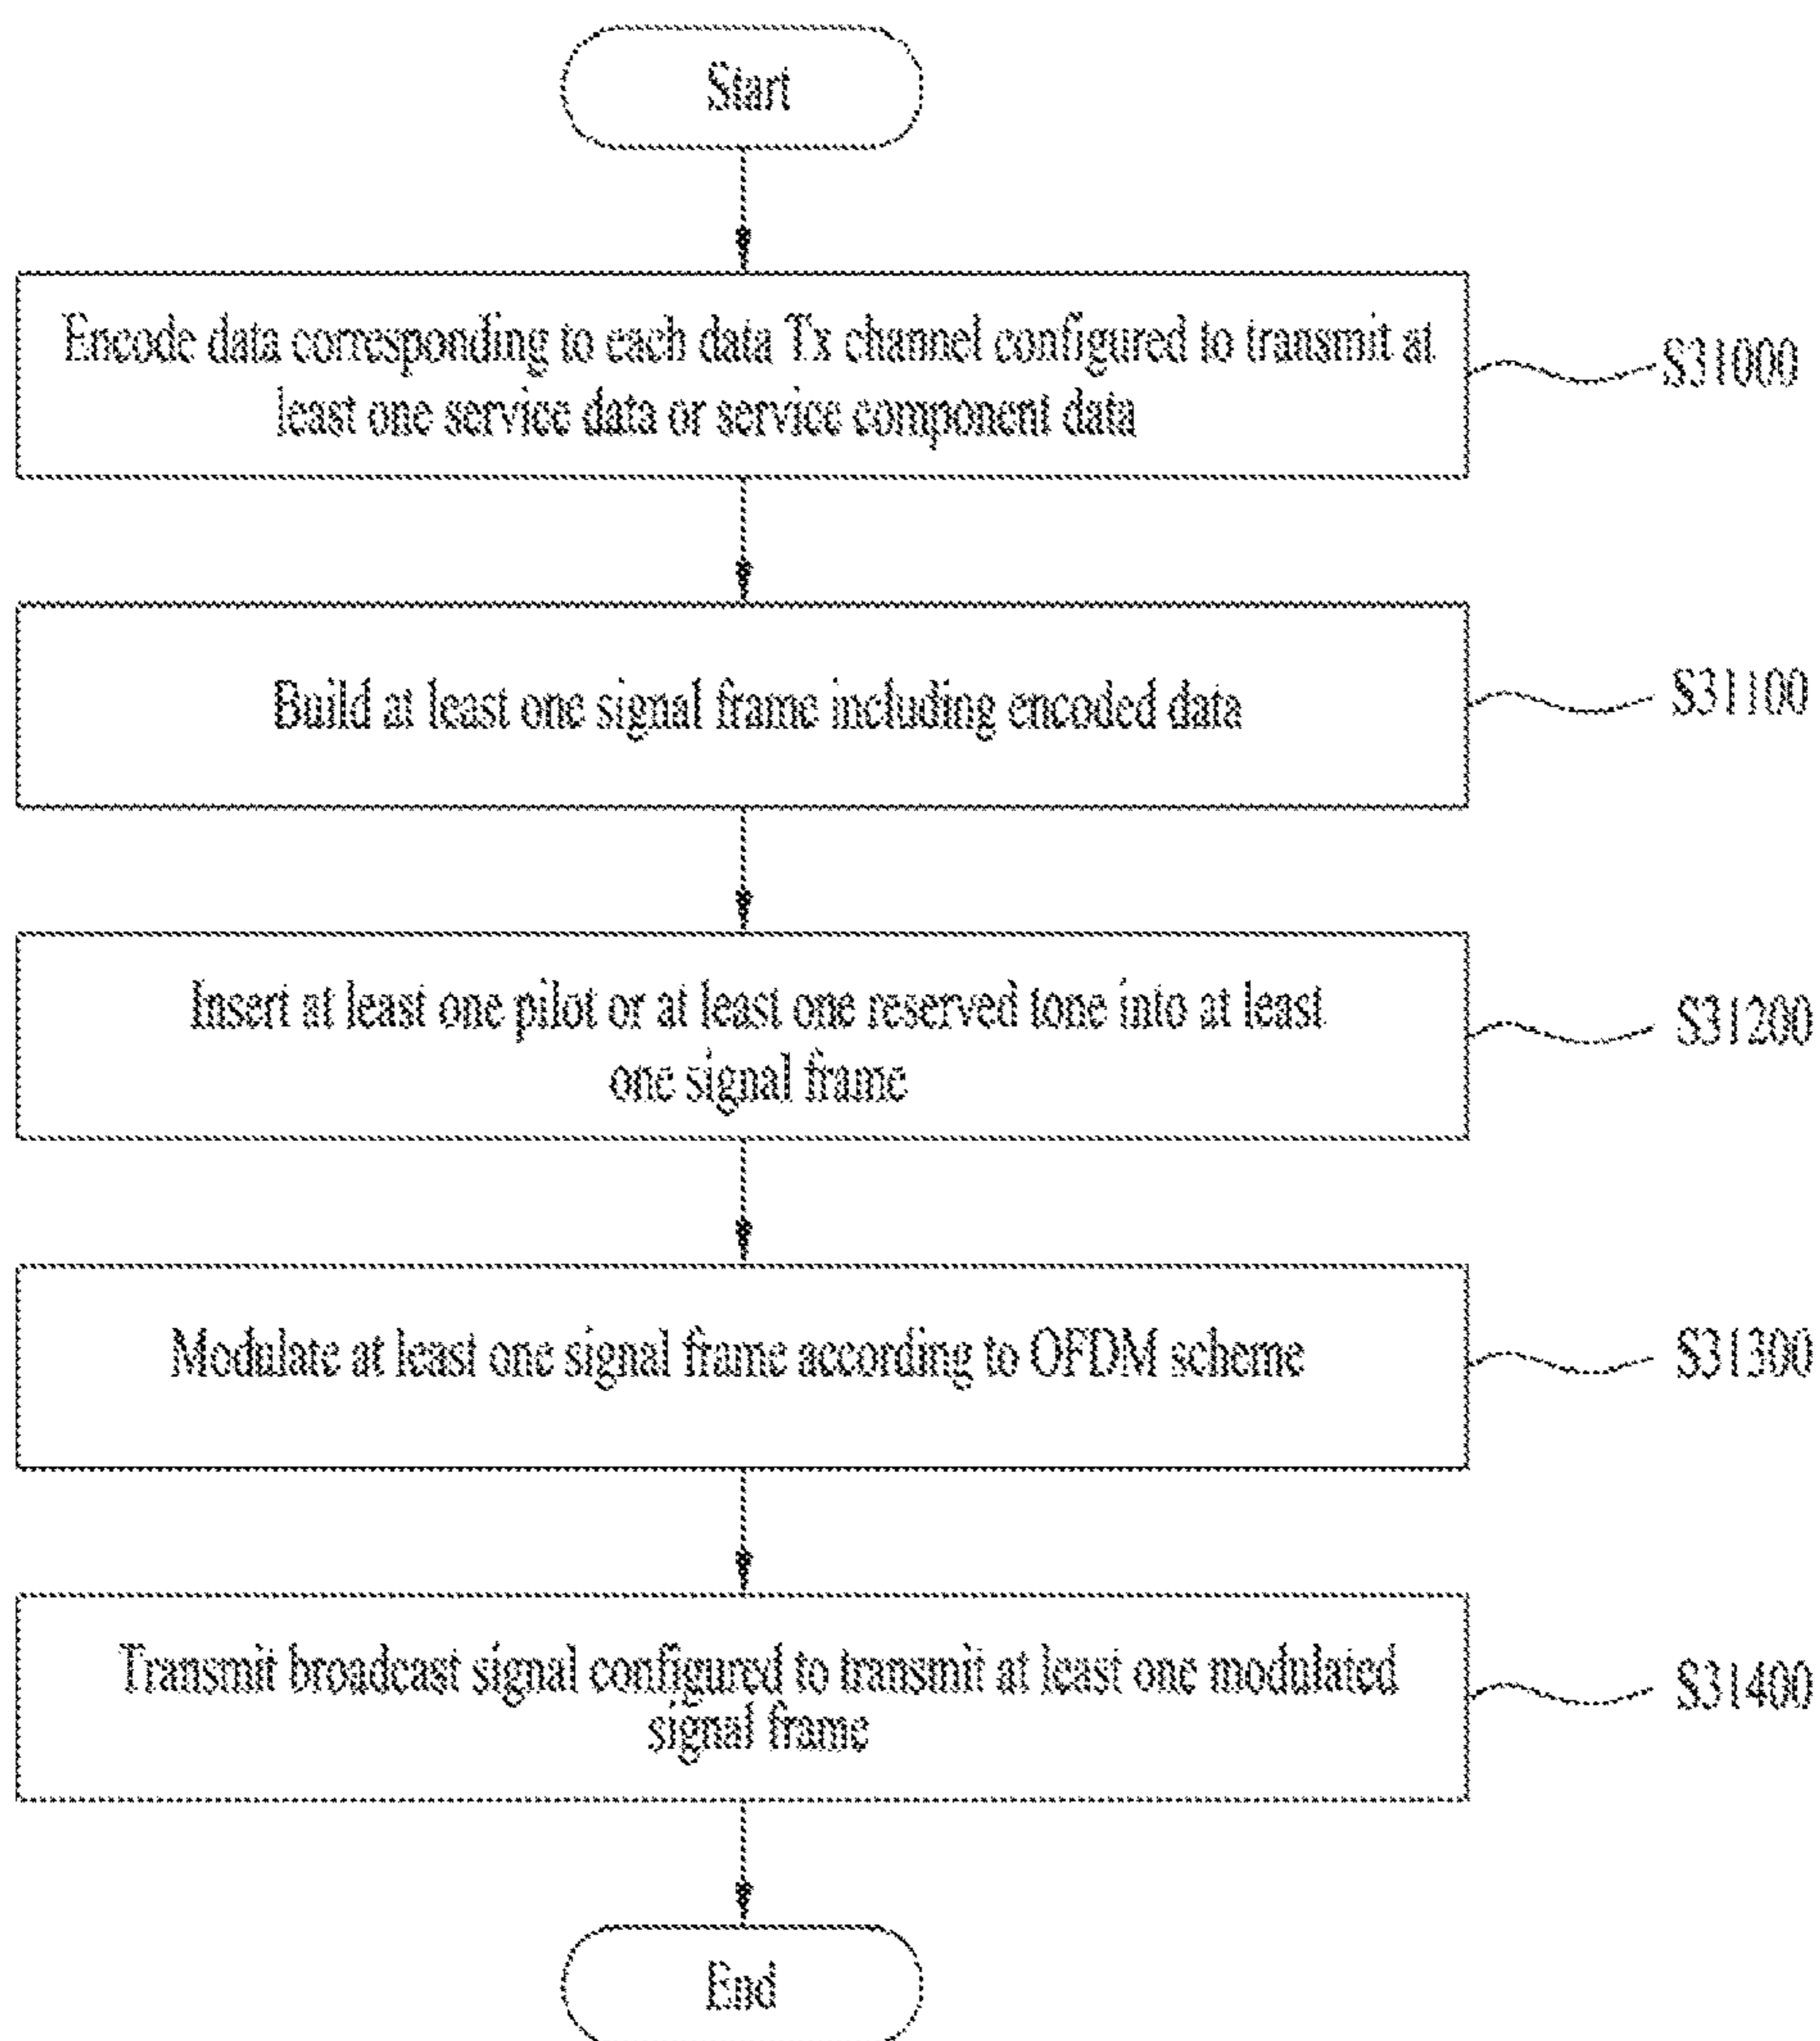 Start
Encode data corresponding to each data Tx channel configured to transmit at
least one service data or service component data
S31000
Build at least one signal frame including encoded data
S31100
Insert at least one pilot or at least one reserved tone into at least
one signal frame
S31200
Modulate at least one signal frame according to OFDM scheme
S31300
Transmit broadcast signal configured to transmit at least one modulated
signal frame
S31400
End